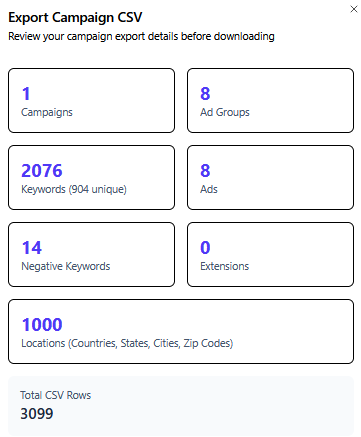 Export Campaign CSV
Review your campaign export details before downloading
1
Campaigns
8
Ad Groups
2076
Keywords (904 unique)
8
Ads
14
Negative Keywords
0
Extensions
1000
Locations (Countries, States, Cities, Zip Codes)
Total CSV Rows
3099